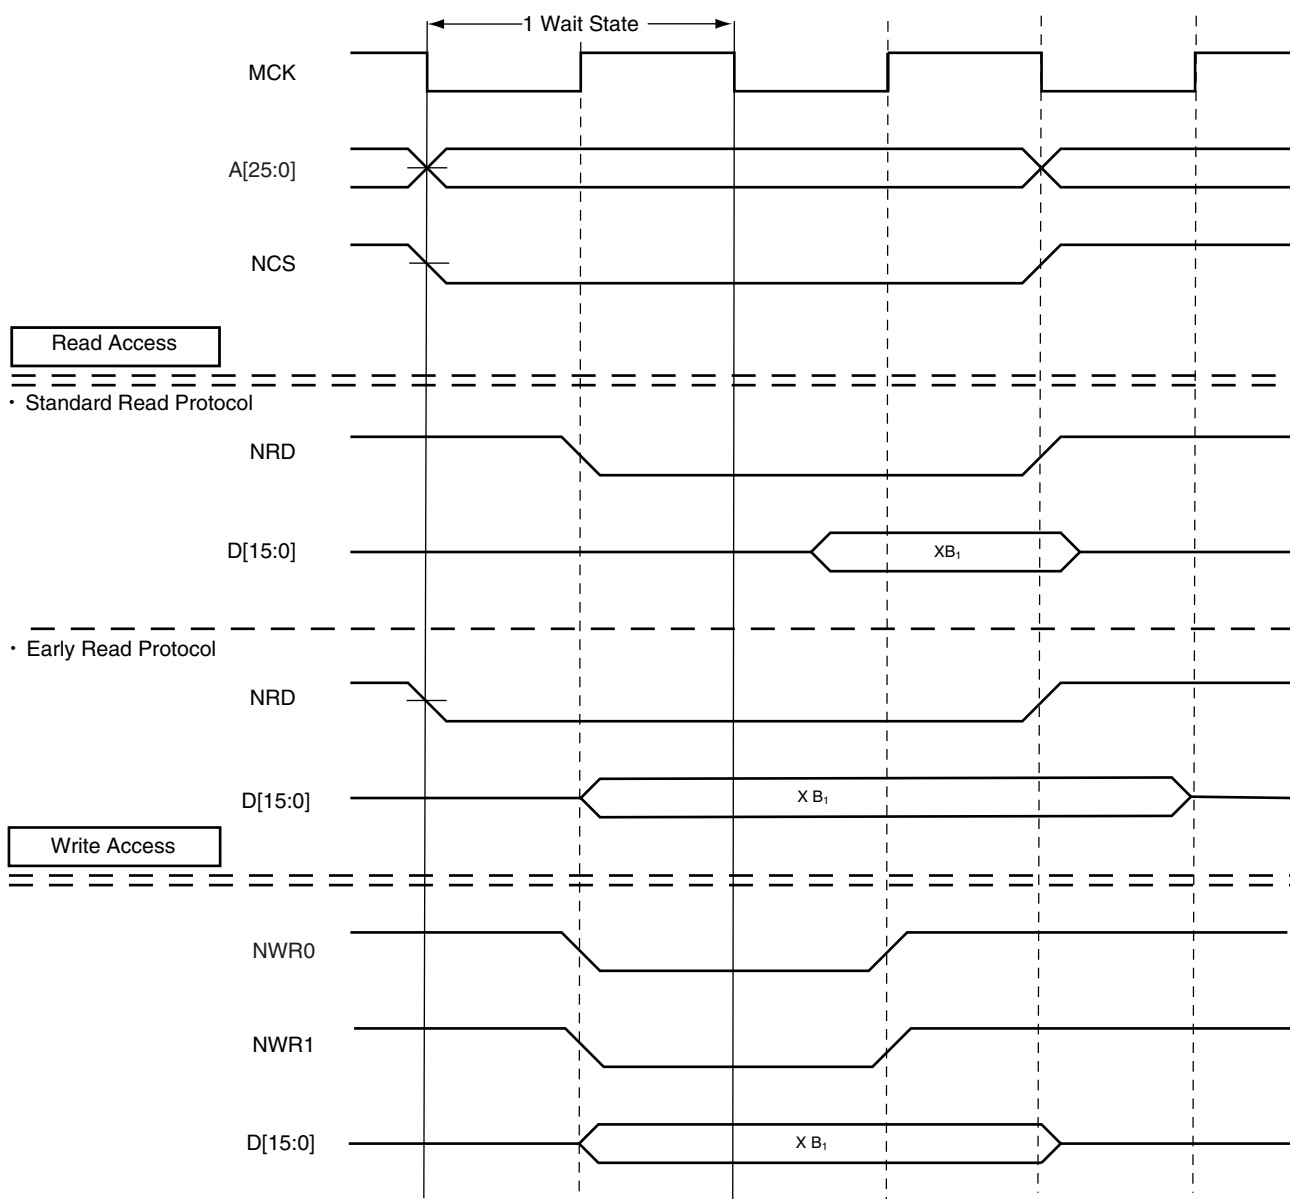 1 Wait State
MCK
A[25:0]
NCS
Read Access
· Standard Read Protocol
NRD
D[15:0]
XB₁
· Early Read Protocol
NRD
D[15:0]
X B₁
Write Access
NWR0
NWR1
D[15:0]
X B₁